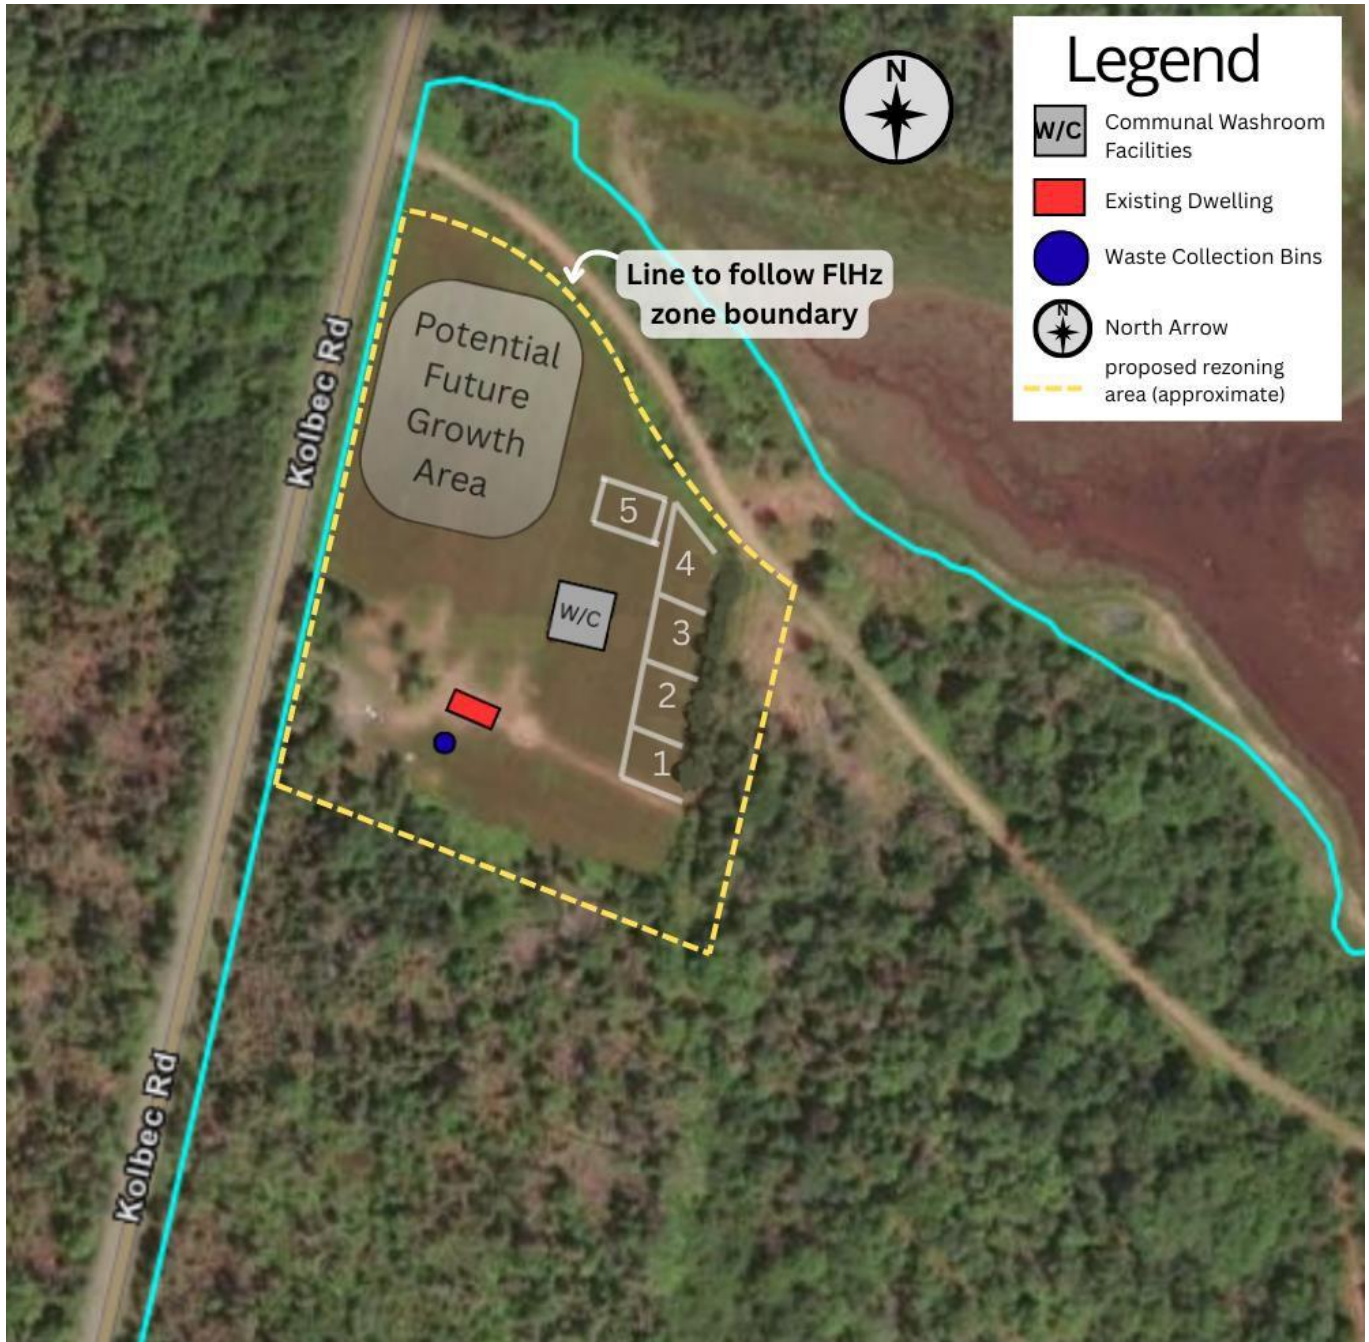 N
Legend
W/C
Communal Washroom
Facilities
Existing Dwelling
Waste Collection Bins
N
North Arrow
proposed rezoning
area (approximate)
Line to follow FlHz
zone boundary
Potential
Future
Growth
Area
Kolbec Rd
5
4
W/C
3
2
1
Kolbec Rd